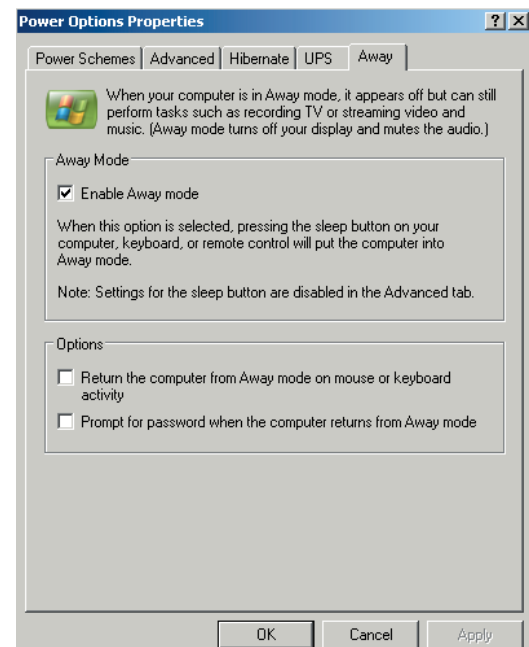 Power Options Properties
Power Schemes Advanced Hibernate UPS Away
When your computer is in Away mode, it appears off but can still
perform tasks such as recording TV or streaming video and
music. (Away mode turns off your display and mutes the audio.)
Away Mode
Enable Away mode
When this option is selected, pressing the sleep button on your
computer, keyboard, or remote control will put the computer into
Away mode.
Note: Settings for the sleep button are disabled in the Advanced tab.
Options
Return the computer from Away mode on mouse or keyboard
activity
Prompt for password when the computer returns from Away mode
OK Cancel Apply